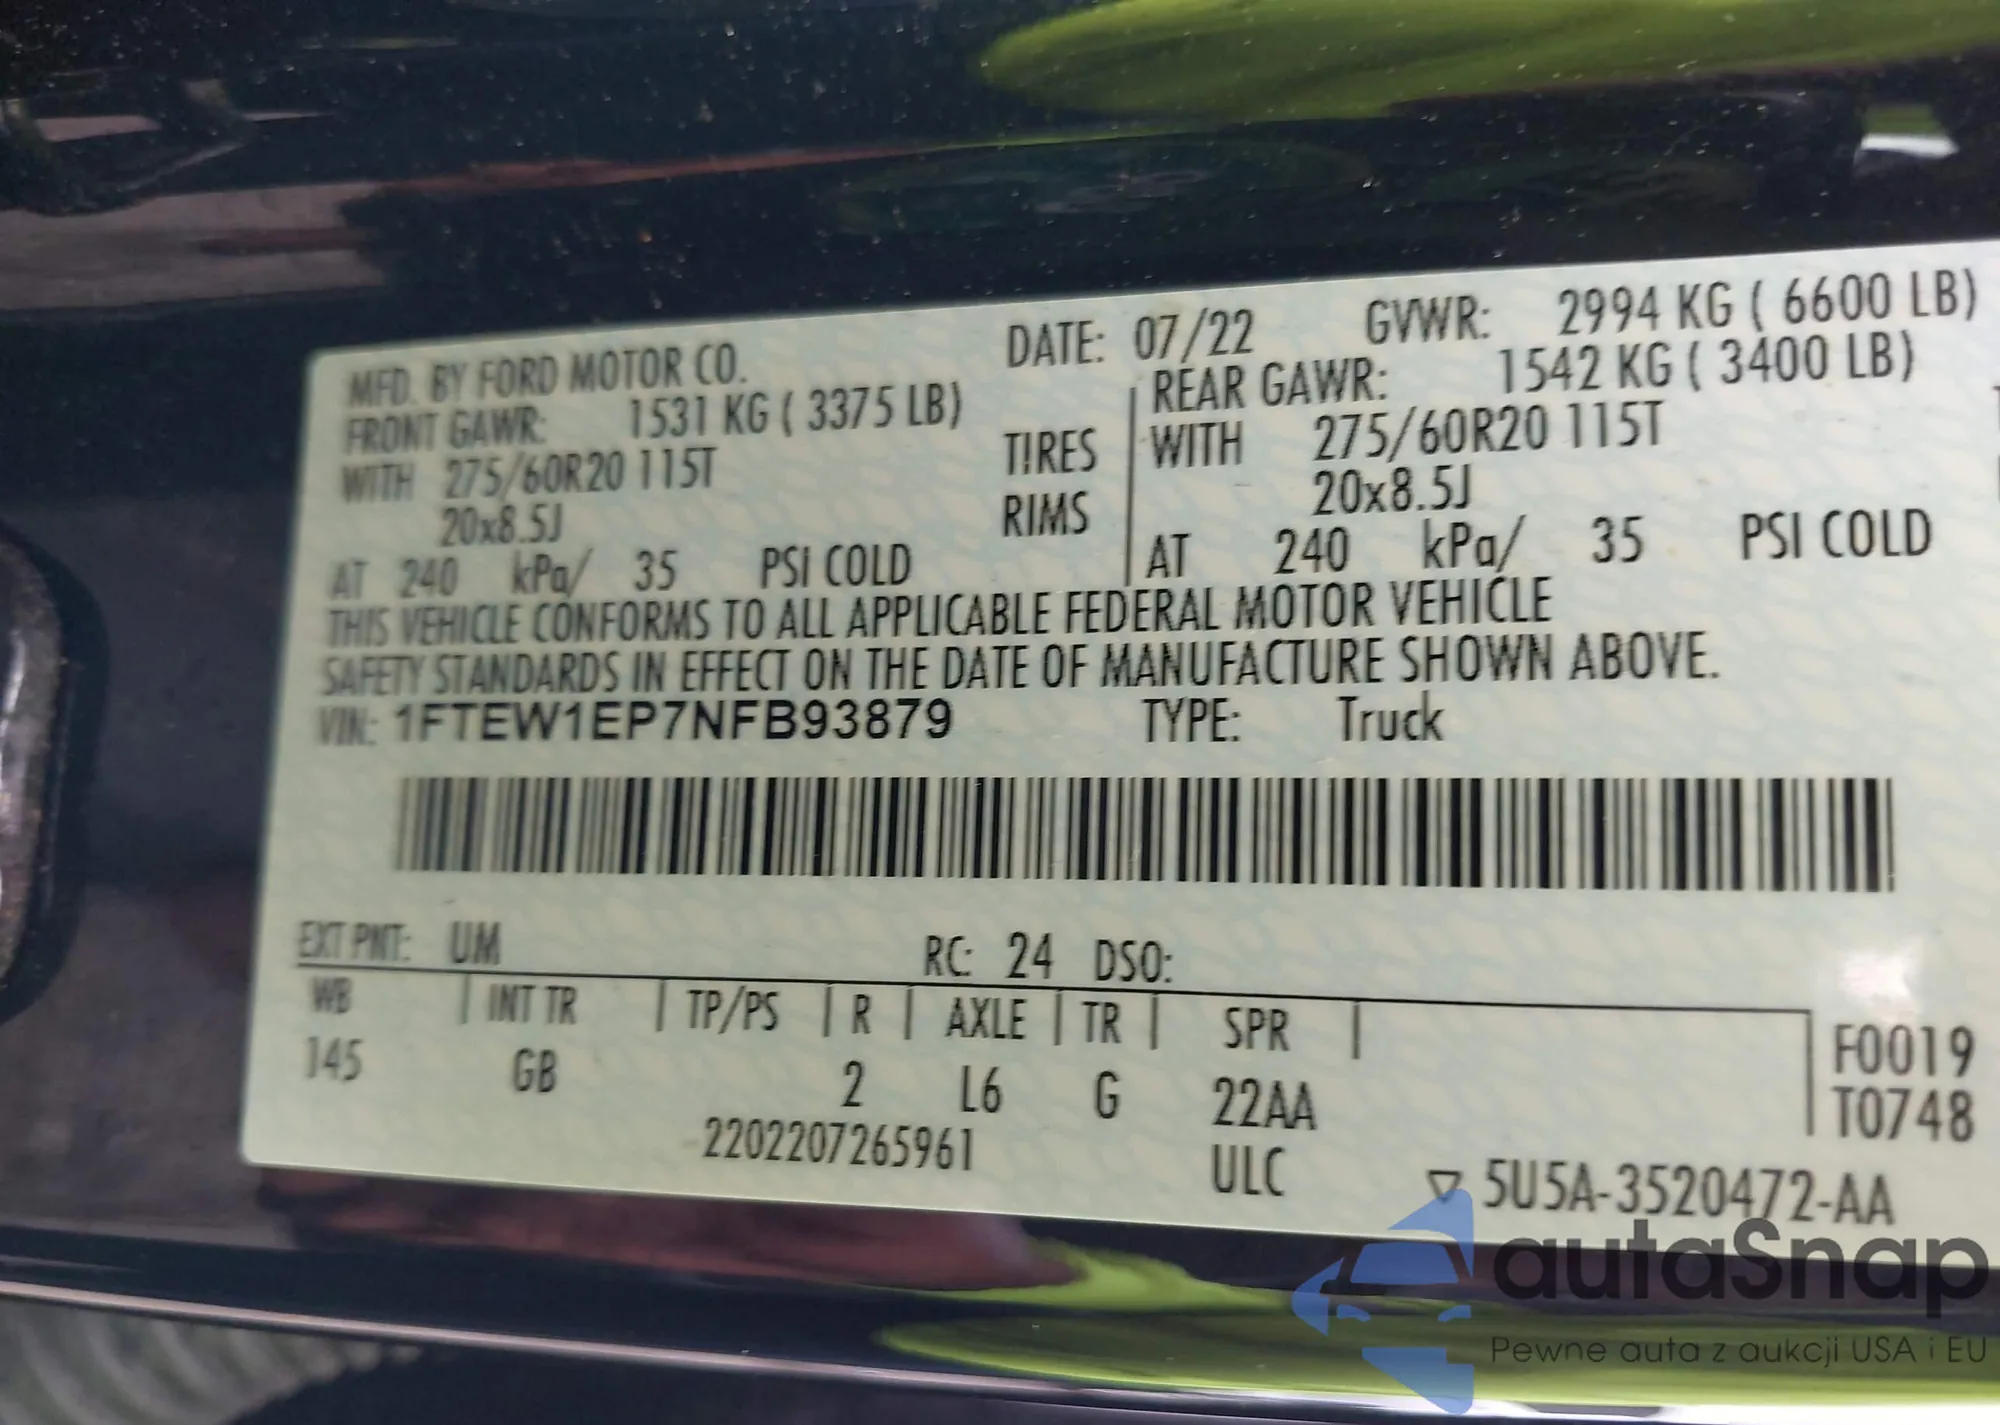 MFD. BY FORD MOTOR CO.
DATE: 07/22
GVWR: 2994 KG ( 6600 LB)
FRONT GAWR: 1531 KG ( 3375 LB)
WITH 275/60R20 115T
20x8.5J
AT 240 kPa/ 35 PSI COLD
TIRES
RIMS
REAR GAWR: 1542 KG ( 3400 LB)
WITH 275/60R20 115T
20x8.5J
AT 240 kPa/ 35 PSI COLD
THIS VEHICLE CONFORMS TO ALL APPLICABLE FEDERAL MOTOR VEHICLE
SAFETY STANDARDS IN EFFECT ON THE DATE OF MANUFACTURE SHOWN ABOVE.
VIN: 1FTEW1EP7NFB93879 TYPE: Truck
EXT PNT: UM RC: 24 DSO:
WB | INT TR | TP/PS | R | AXLE | TR | SPR |
145 GB 2 L6 G 22AA
F0019
T0748
2202207265961 ULC
▽ 5U5A-3520472-AA
autaSnap
Pewne auta z aukcji USA i EU